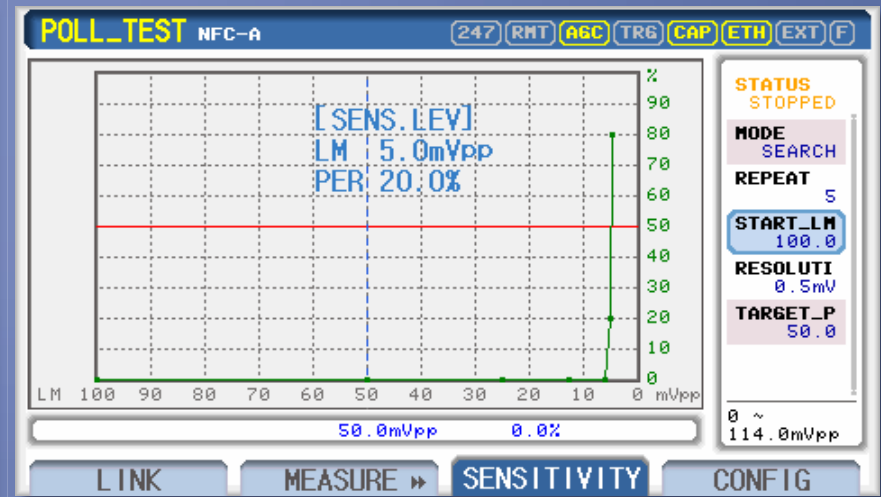 POLL_TEST NFC-A 247 RMT AGC TRG CAP ETH EXT F
%
90
80
70
60
50
40
30
20
10
0
[SENS.LEV]
LM 5.0mVpp
PER 20.0%
LM 100 90 80 70 60 50 40 30 20 10 0 mVpp
50.0mVpp 0.0%
STATUS
STOPPED
MODE
SEARCH
REPEAT
5
START_LM
100.0
RESOLUTI
0.5mV
TARGET_P
50.0
0 ~
114.0mVpp
LINK MEASURE » SENSITIVITY CONFIG